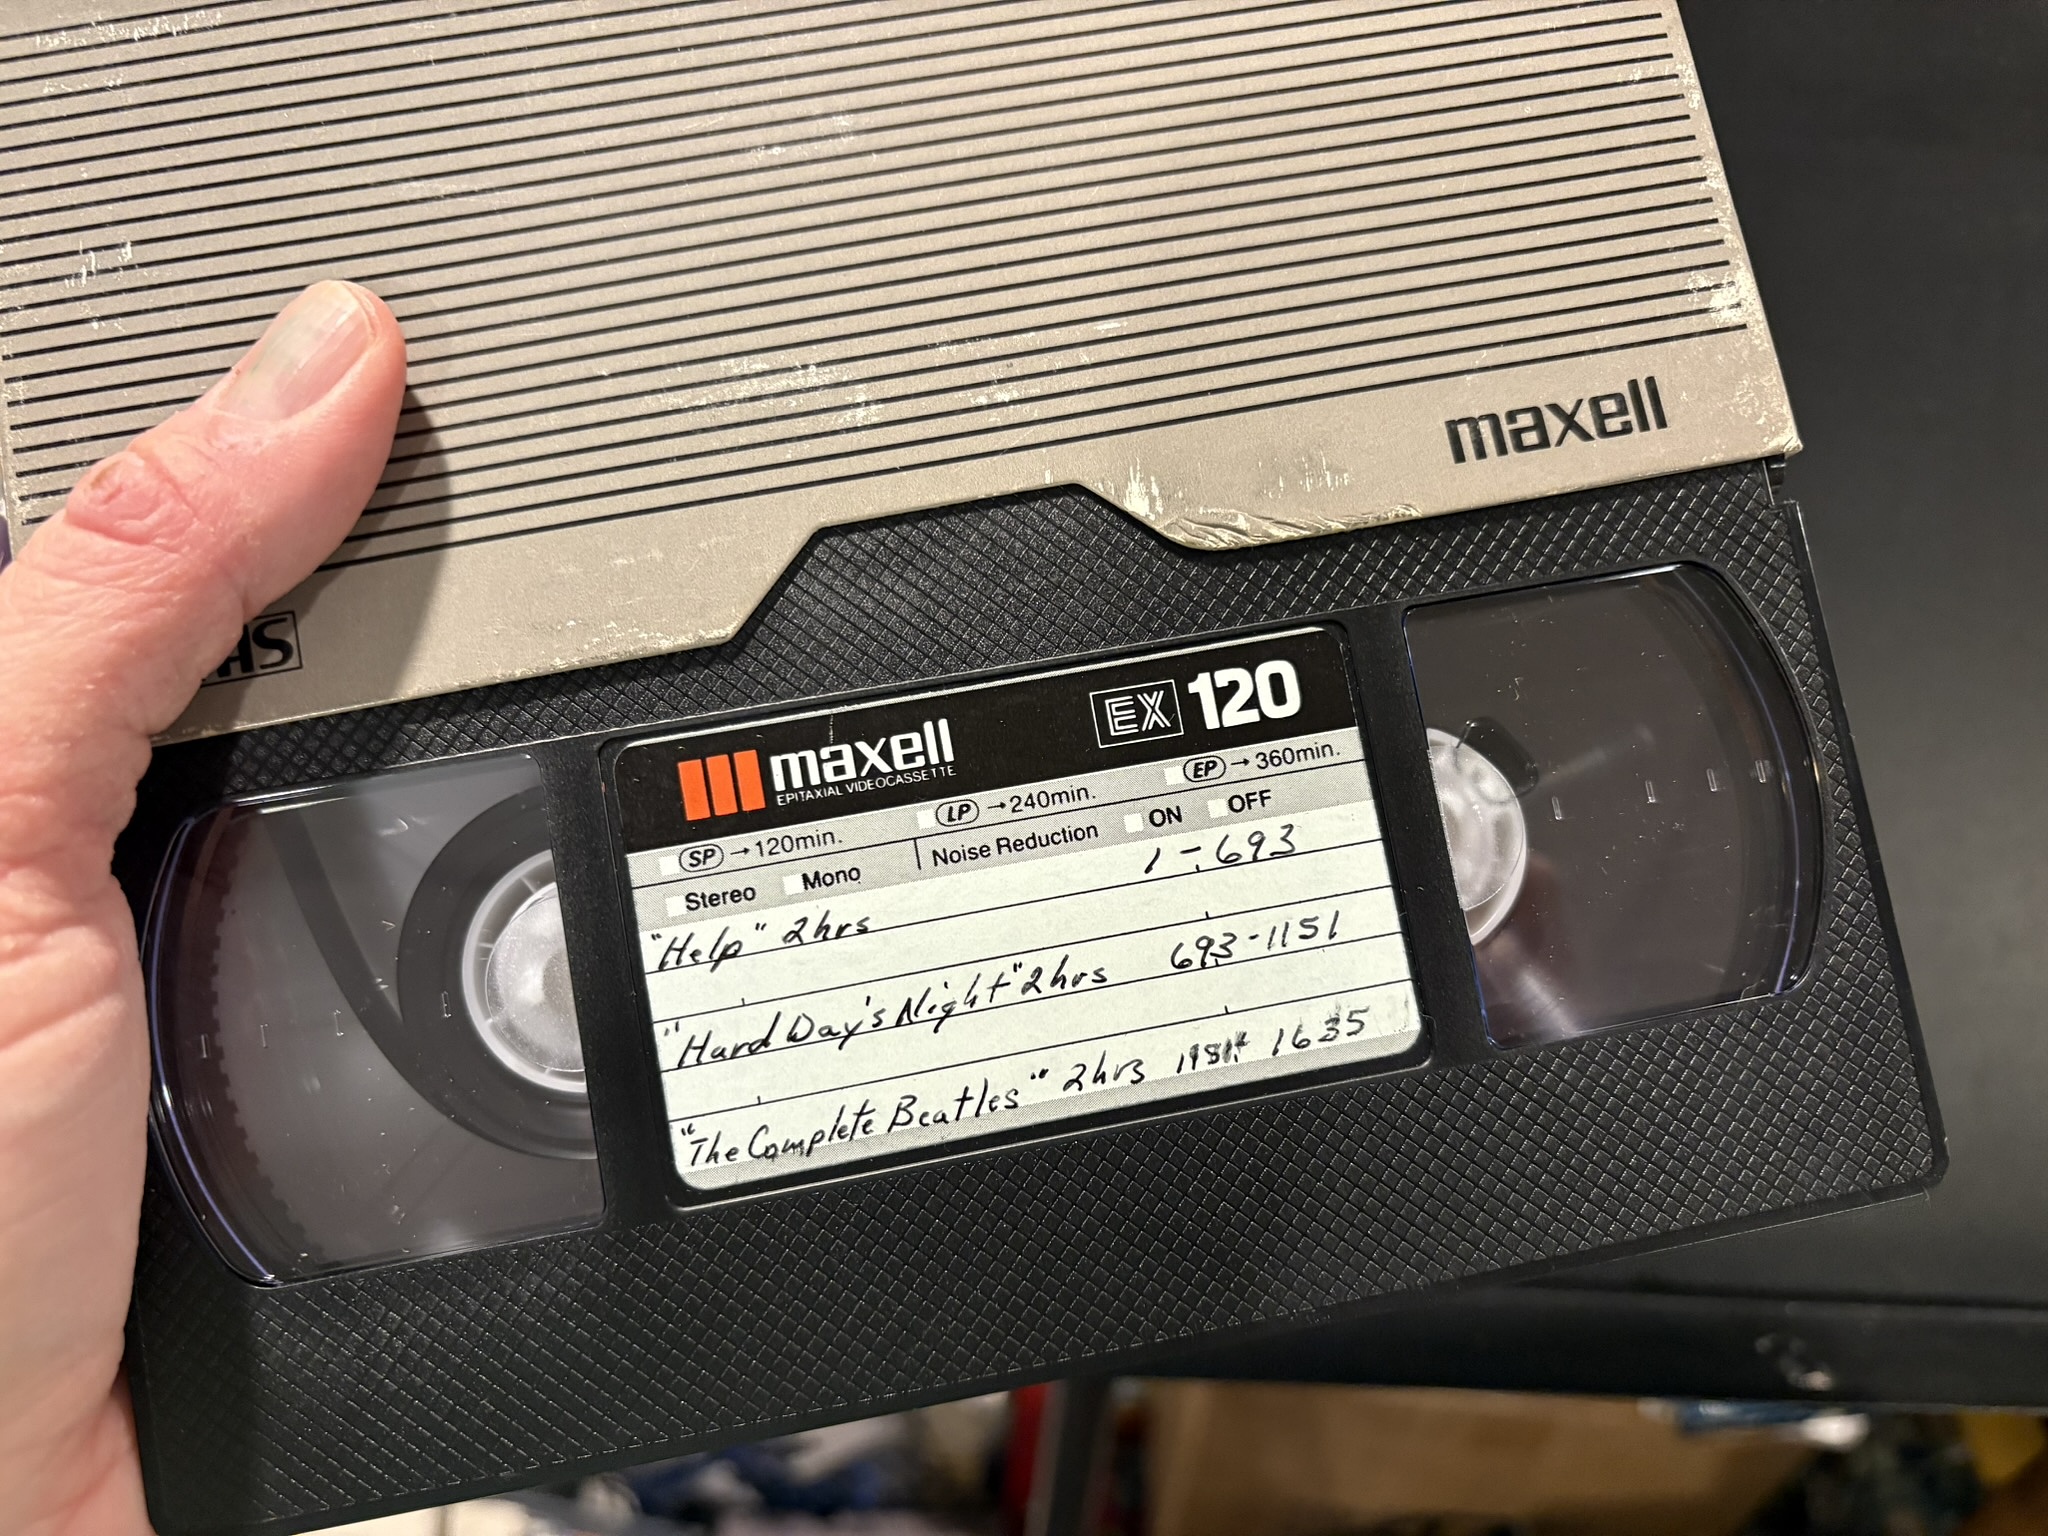 maxell
VHS
maxell EX 120
EPITAXIAL VIDEOCASSETTE
SP → 120min. LP → 240min. EP → 360min.
Stereo Mono Noise Reduction ON OFF
"Help" 2hrs 1 - 693
"Hard Day's Night" 2hrs 693-1151
"The Complete Beatles" 2hrs 1635